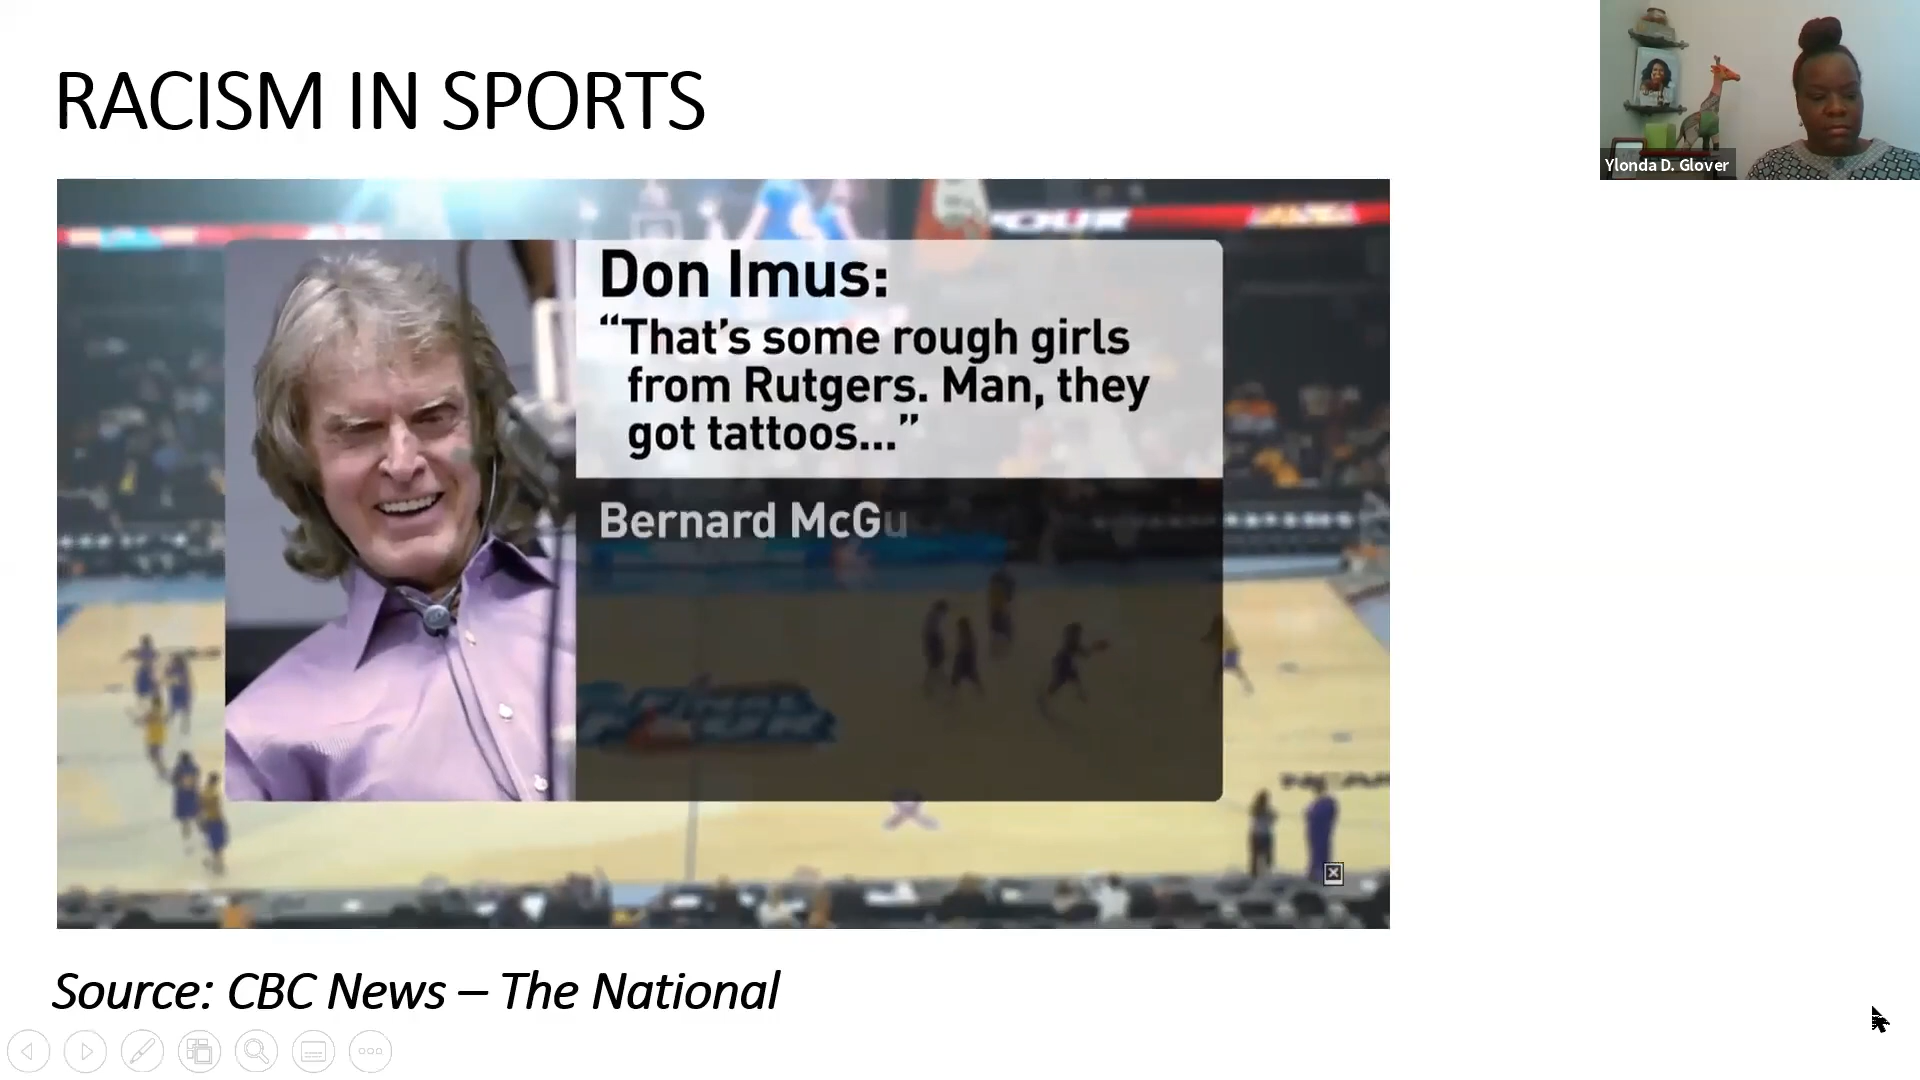 RACISM IN SPORTS
Ylonda D. Glover
Don Imus:
“That’s some rough girls
from Rutgers. Man, they
got tattoos...”
Bernard McGu
Source: CBC News – The National